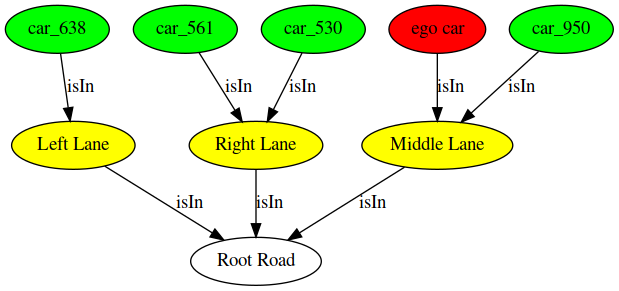 car_638
car_561
car_530
ego car
car_950
isIn
isIn
isIn
isIn
isIn
Left Lane
Right Lane
Middle Lane
isIn
isIn
isIn
Root Road